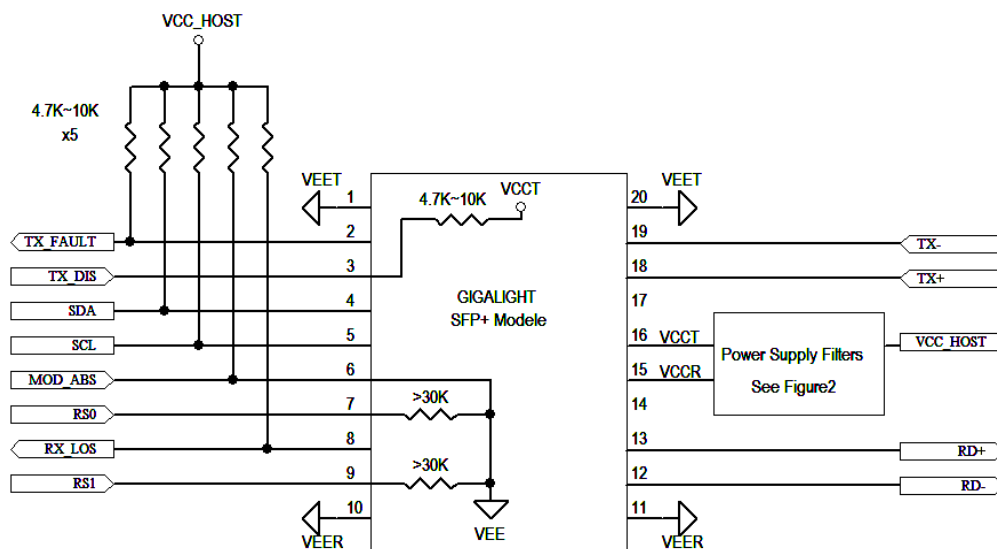 VCC_HOST
4.7K~10K
x5
VEET
1
4.7K~10K
VCCT
20
VEET
TX_FAULT
2
19
TX-
TX_DIS
3
18
TX+
SDA
4
GIGALIGHT
SFP+ Modele
17
SCL
5
16
VCCT
Power Supply Filters
See Figure2
VCC_HOST
MOD_ABS
6
15
VCCR
RS0
7
>30K
14
RX_LOS
8
13
RD+
RS1
9
>30K
12
RD-
10
VEER
VEE
11
VEER